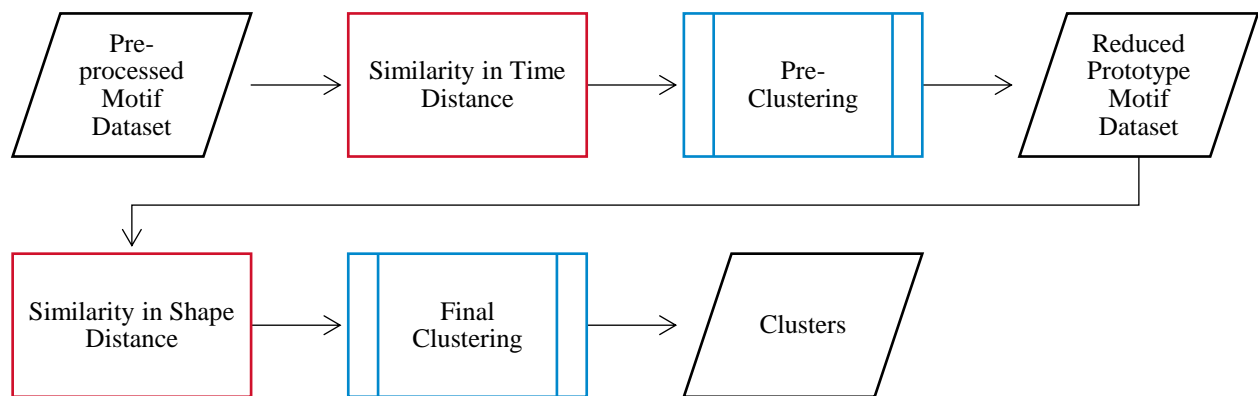 Pre-
processed
Motif
Dataset
Similarity in Time
Distance
Pre-
Clustering
Reduced
Prototype
Motif
Dataset
Similarity in Shape
Distance
Final
Clustering
Clusters